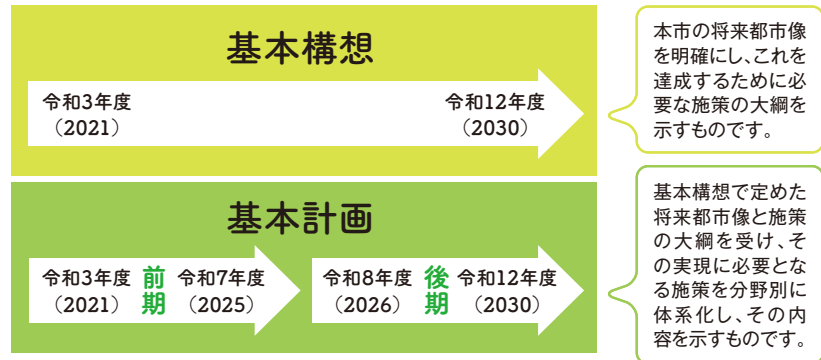 基本構想
令和3年度
（2021）
令和12年度
（2030）
本市の将来都市像
を明確にし、これを
達成するために必
要な施策の大綱を
示すものです。
基本計画
令和3年度
（2021）
前期
令和7年度
（2025）
令和8年度
（2026）
後期
令和12年度
（2030）
基本構想で定めた
将来都市像と施策
の大綱を受け、そ
の実現に必要とな
る施策を分野別に
体系化し、その内
容を示すものです。